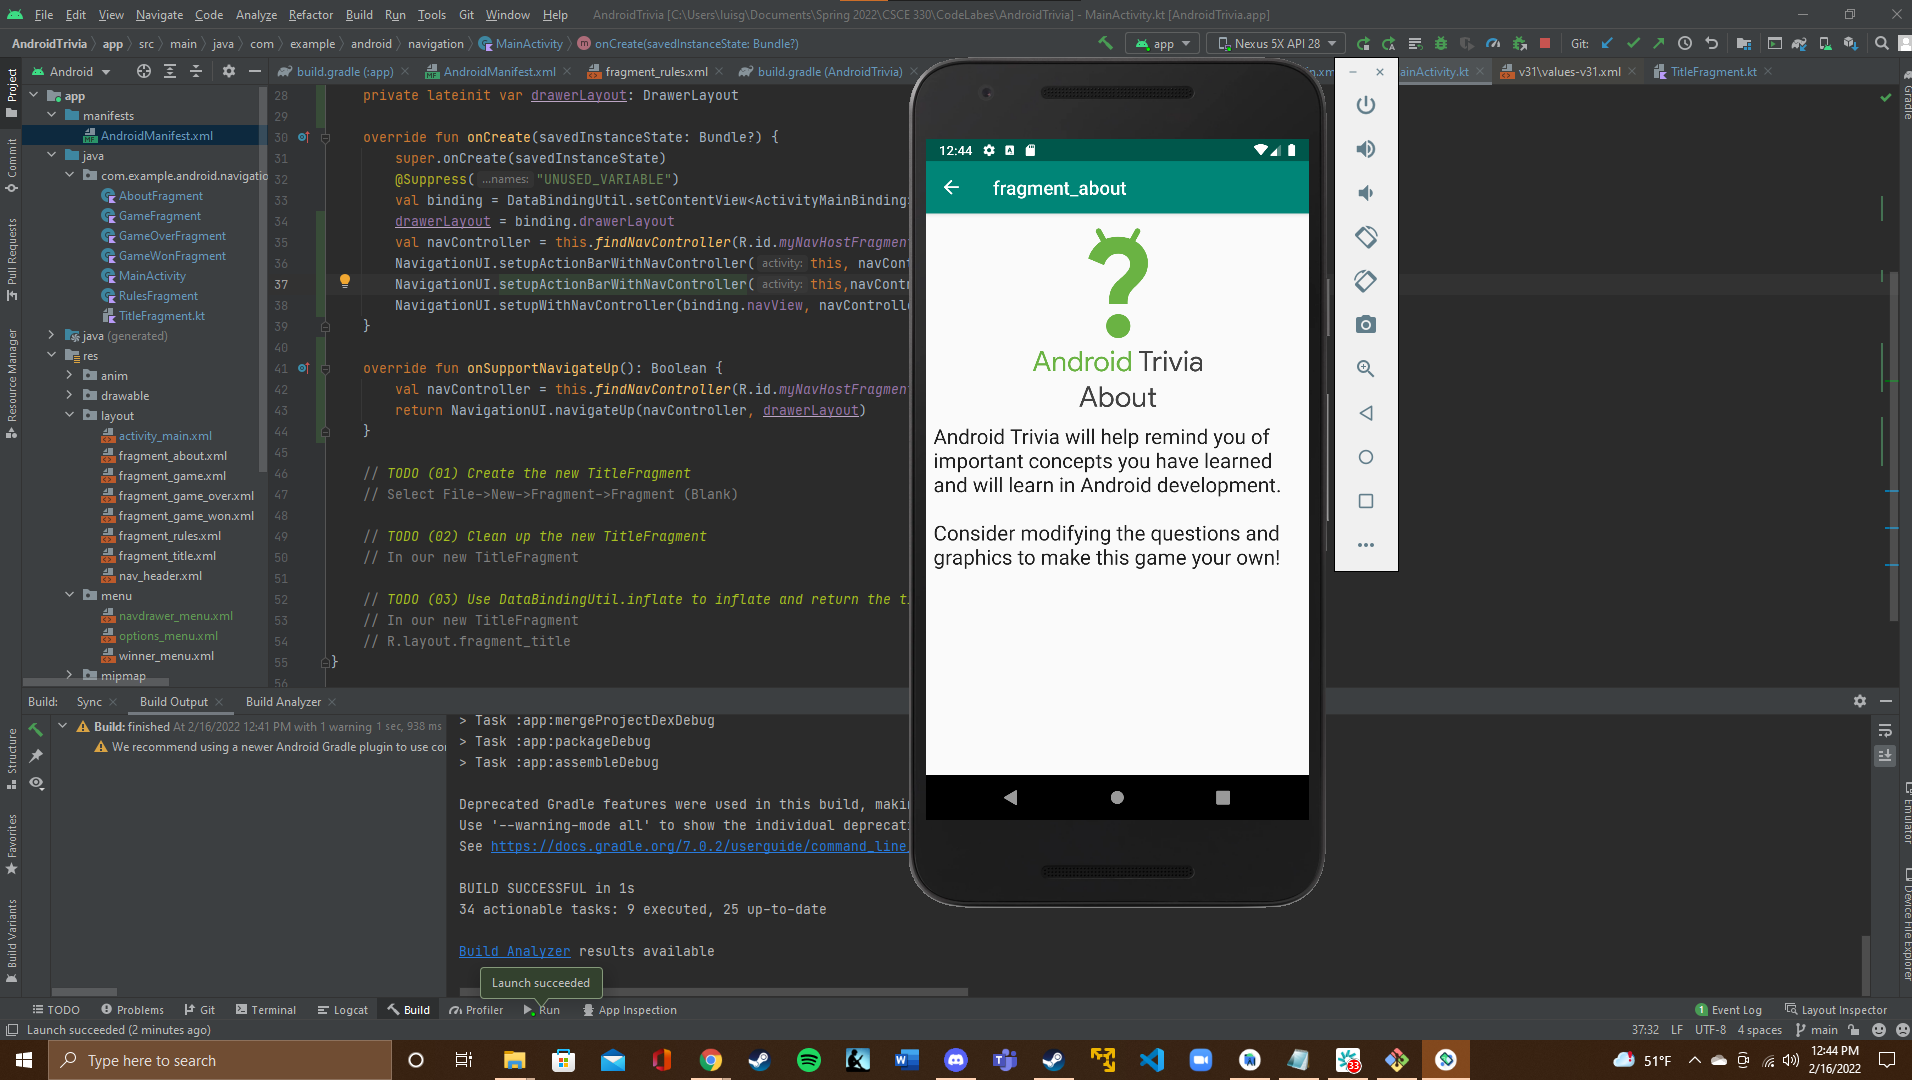 File Edit View Navigate Code Analyze Refactor Build Run Tools Git Window Help AndroidTrivia [C:\Users\luisg\Documents\Spring 2022\CSCE 330\CodeLabes\AndroidTrivia] - MainActivity.kt [AndroidTrivia.app]
AndroidTrivia app src main java com example android navigation MainActivity onCreate(savedInstanceState: Bundle?) app Nexus 5X API 28 Git:
Android build.gradle (:app) AndroidManifest.xml fragment_rules.xml build.gradle (AndroidTrivia) in.xm ainActivity.kt v31\values-v31.xml TitleFragment.kt
Project
Commit
Pull Requests
Resource Manager
Structure
Favorites
Build Variants
app
manifests
AndroidManifest.xml
java
com.example.android.navigatio
AboutFragment
GameFragment
GameOverFragment
GameWonFragment
MainActivity
RulesFragment
TitleFragment.kt
java (generated)
res
anim
drawable
layout
activity_main.xml
fragment_about.xml
fragment_game.xml
fragment_game_over.xml
fragment_game_won.xml
fragment_rules.xml
fragment_title.xml
nav_header.xml
menu
navdrawer_menu.xml
options_menu.xml
winner_menu.xml
mipmap
28 private lateinit var drawerLayout: DrawerLayout
29
30 override fun onCreate(savedInstanceState: Bundle?) {
31 super.onCreate(savedInstanceState)
32 @Suppress( ...names: "UNUSED_VARIABLE")
33 val binding = DataBindingUtil.setContentView<ActivityMainBinding>
34 drawerLayout = binding.drawerLayout
35 val navController = this.findNavController(R.id.myNavHostFragment
36 NavigationUI.setupActionBarWithNavController( activity: this, navCont
37 NavigationUI.setupActionBarWithNavController( activity: this,navContr
38 NavigationUI.setupWithNavController(binding.navView, navControlle
39 }
40
41 override fun onSupportNavigateUp(): Boolean {
42 val navController = this.findNavController(R.id.myNavHostFragment
43 return NavigationUI.navigateUp(navController, drawerLayout)
44 }
45
46 // TODO (01) Create the new TitleFragment
47 // Select File->New->Fragment->Fragment (Blank)
48
49 // TODO (02) Clean up the new TitleFragment
50 // In our new TitleFragment
51
52 // TODO (03) Use DataBindingUtil.inflate to inflate and return the ti
53 // In our new TitleFragment
54 // R.layout.fragment_title
55 }
56
12:44
fragment_about
Android Trivia
About
Android Trivia will help remind you of
important concepts you have learned
and will learn in Android development.
Consider modifying the questions and
graphics to make this game your own!
Gradle
Emulator
Device File Explorer
Build: Sync Build Output Build Analyzer
Build: finished At 2/16/2022 12:41 PM with 1 warning 1 sec, 938 ms
We recommend using a newer Android Gradle plugin to use co
> Task :app:mergeProjectDexDebug
> Task :app:packageDebug
> Task :app:assembleDebug
Deprecated Gradle features were used in this build, maki
Use '--warning-mode all' to show the individual deprecati
See https://docs.gradle.org/7.0.2/userguide/command_line_
BUILD SUCCESSFUL in 1s
34 actionable tasks: 9 executed, 25 up-to-date
Build Analyzer results available
Launch succeeded
TODO Problems Git Terminal Logcat Build Profiler Run App Inspection 1 Event Log Layout Inspector
Launch succeeded (2 minutes ago) 37:32 LF UTF-8 4 spaces main
Type here to search 33 51°F 12:44 PM
2/16/2022